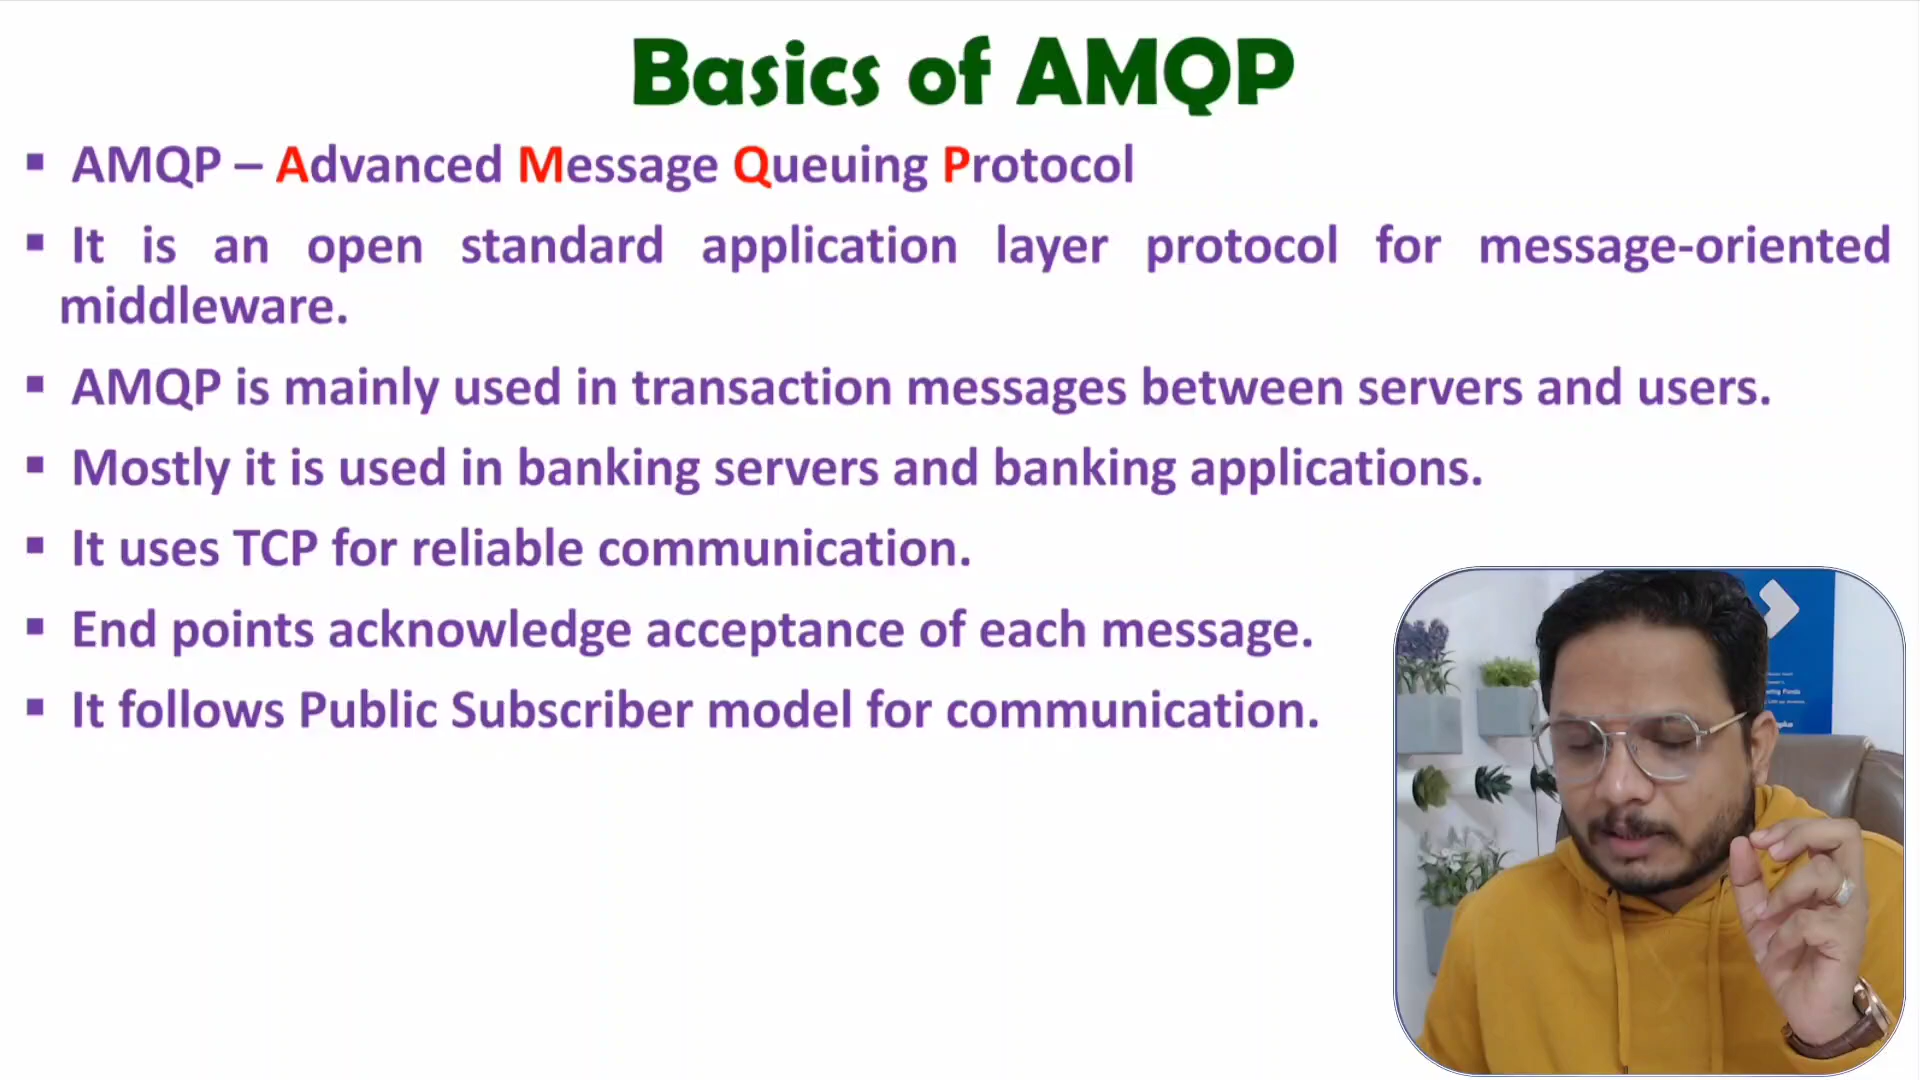 Basics of AMQP
▪ AMQP – Advanced Message Queuing Protocol
▪ It is an open standard application layer protocol for message-oriented
middleware.
▪ AMQP is mainly used in transaction messages between servers and users.
▪ Mostly it is used in banking servers and banking applications.
▪ It uses TCP for reliable communication.
▪ End points acknowledge acceptance of each message.
▪ It follows Public Subscriber model for communication.